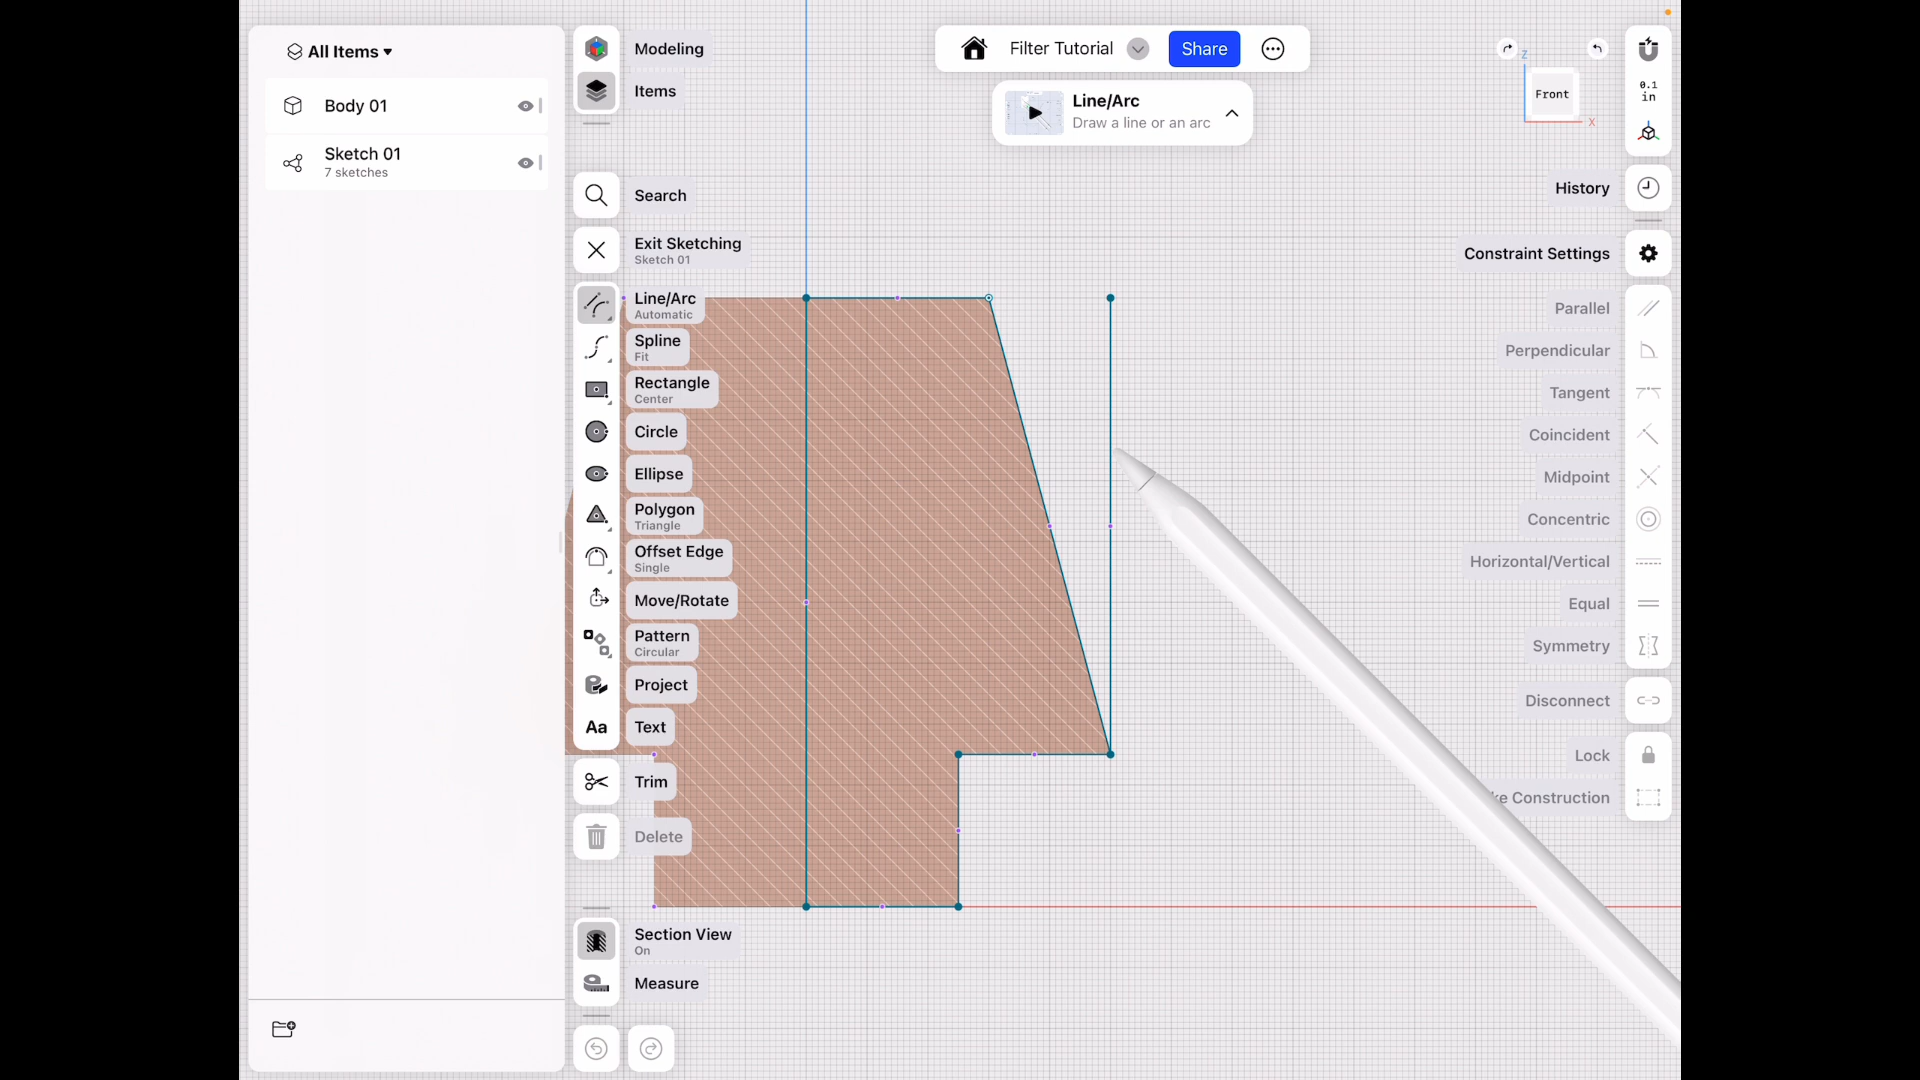 All Items
Body 01
Sketch 01
7 sketches
Modeling
Items
Search
Exit Sketching
Sketch 01
Line/Arc
Automatic
Spline
Fit
Rectangle
Center
Circle
Ellipse
Polygon
Triangle
Offset Edge
Single
Move/Rotate
Pattern
Circular
Project
Aa Text
Trim
Delete
Section View
On
Measure
Filter Tutorial
Share
Line/Arc
Draw a line or an arc
Z
Front
X
0.1
in
History
Constraint Settings
Parallel
Perpendicular
Tangent
Coincident
Midpoint
Concentric
Horizontal/Vertical
Equal
Symmetry
Disconnect
Lock
ke Construction